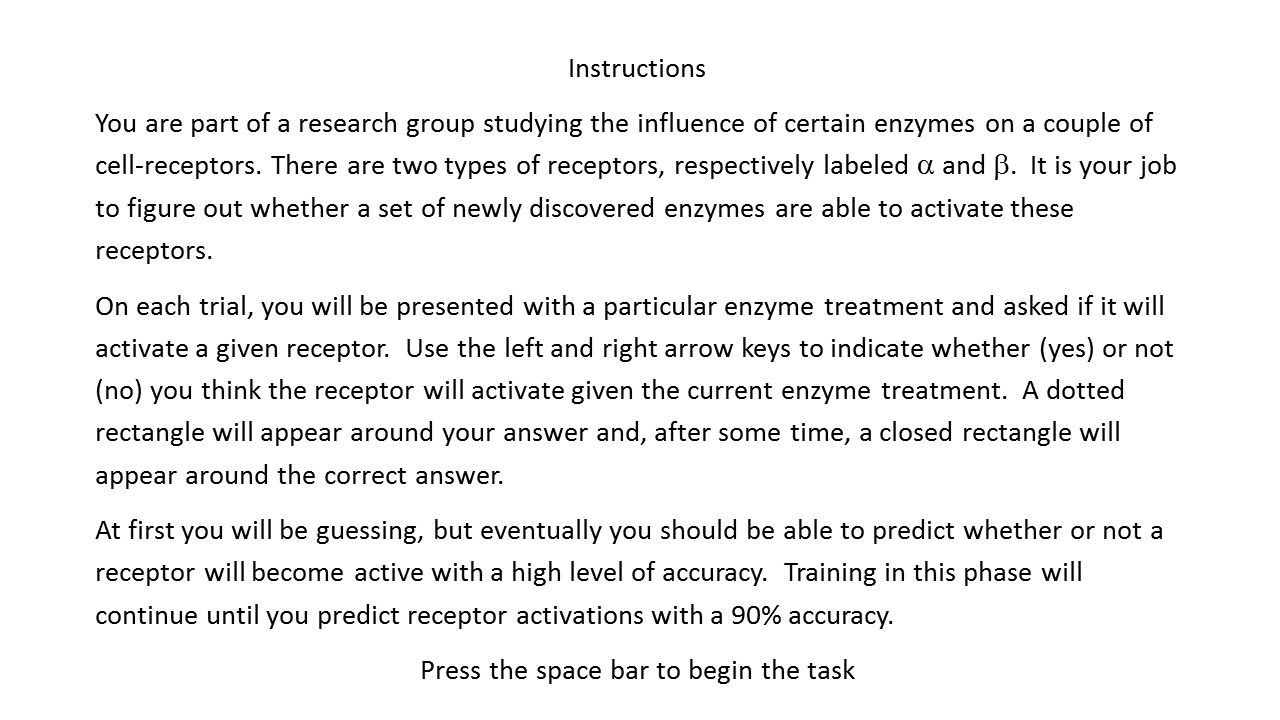 Instructions
You are part of a research group studying the influence of certain enzymes on a couple of
cell-receptors. There are two types of receptors, respectively labeled α and β. It is your job
to figure out whether a set of newly discovered enzymes are able to activate these
receptors.
On each trial, you will be presented with a particular enzyme treatment and asked if it will
activate a given receptor. Use the left and right arrow keys to indicate whether (yes) or not
(no) you think the receptor will activate given the current enzyme treatment. A dotted
rectangle will appear around your answer and, after some time, a closed rectangle will
appear around the correct answer.
At first you will be guessing, but eventually you should be able to predict whether or not a
receptor will become active with a high level of accuracy. Training in this phase will
continue until you predict receptor activations with a 90% accuracy.
Press the space bar to begin the task